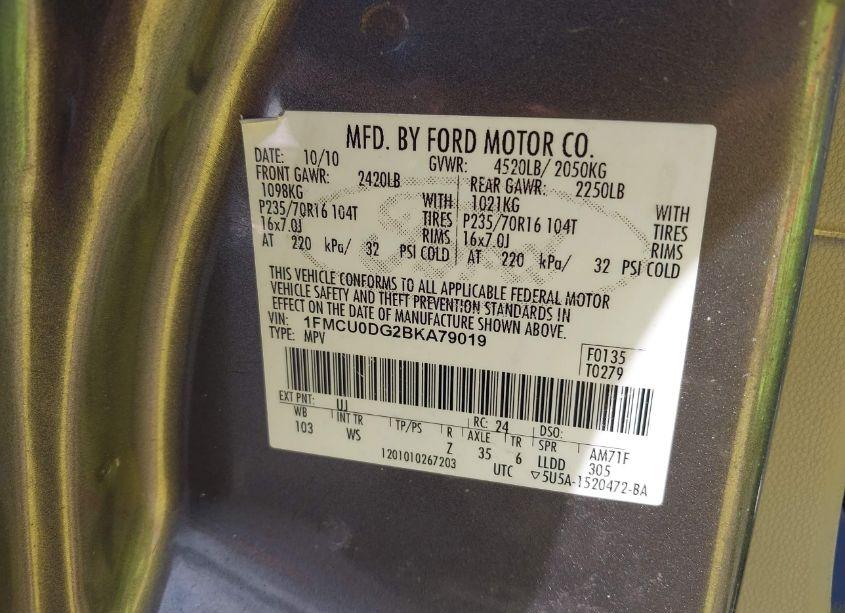 MFD. BY FORD MOTOR CO.
DATE: 10/10 GVWR: 4520LB/ 2050KG
FRONT GAWR: 2420LB REAR GAWR: 2250LB
1098KG WITH 1021KG WITH
P235/70R16 104T TIRES P235/70R16 104T TIRES
16x7.0J RIMS 16x7.0J RIMS
AT 220 kPa/ 32 PSI COLD AT 220 kPa/ 32 PSI COLD
THIS VEHICLE CONFORMS TO ALL APPLICABLE FEDERAL MOTOR
VEHICLE SAFETY AND THEFT PREVENTION STANDARDS IN
EFFECT ON THE DATE OF MANUFACTURE SHOWN ABOVE.
VIN: 1FMCU0DG2BKA79019
TYPE: MPV
F0135
T0279
EXT PNT: UJ RC: 24 DSO:
WB INT TR TP/PS R AXLE TR SPR AM71F
103 WS Z 35 6 LLDD 305
1201010267203 UTC ▽5U5A-1520472-BA